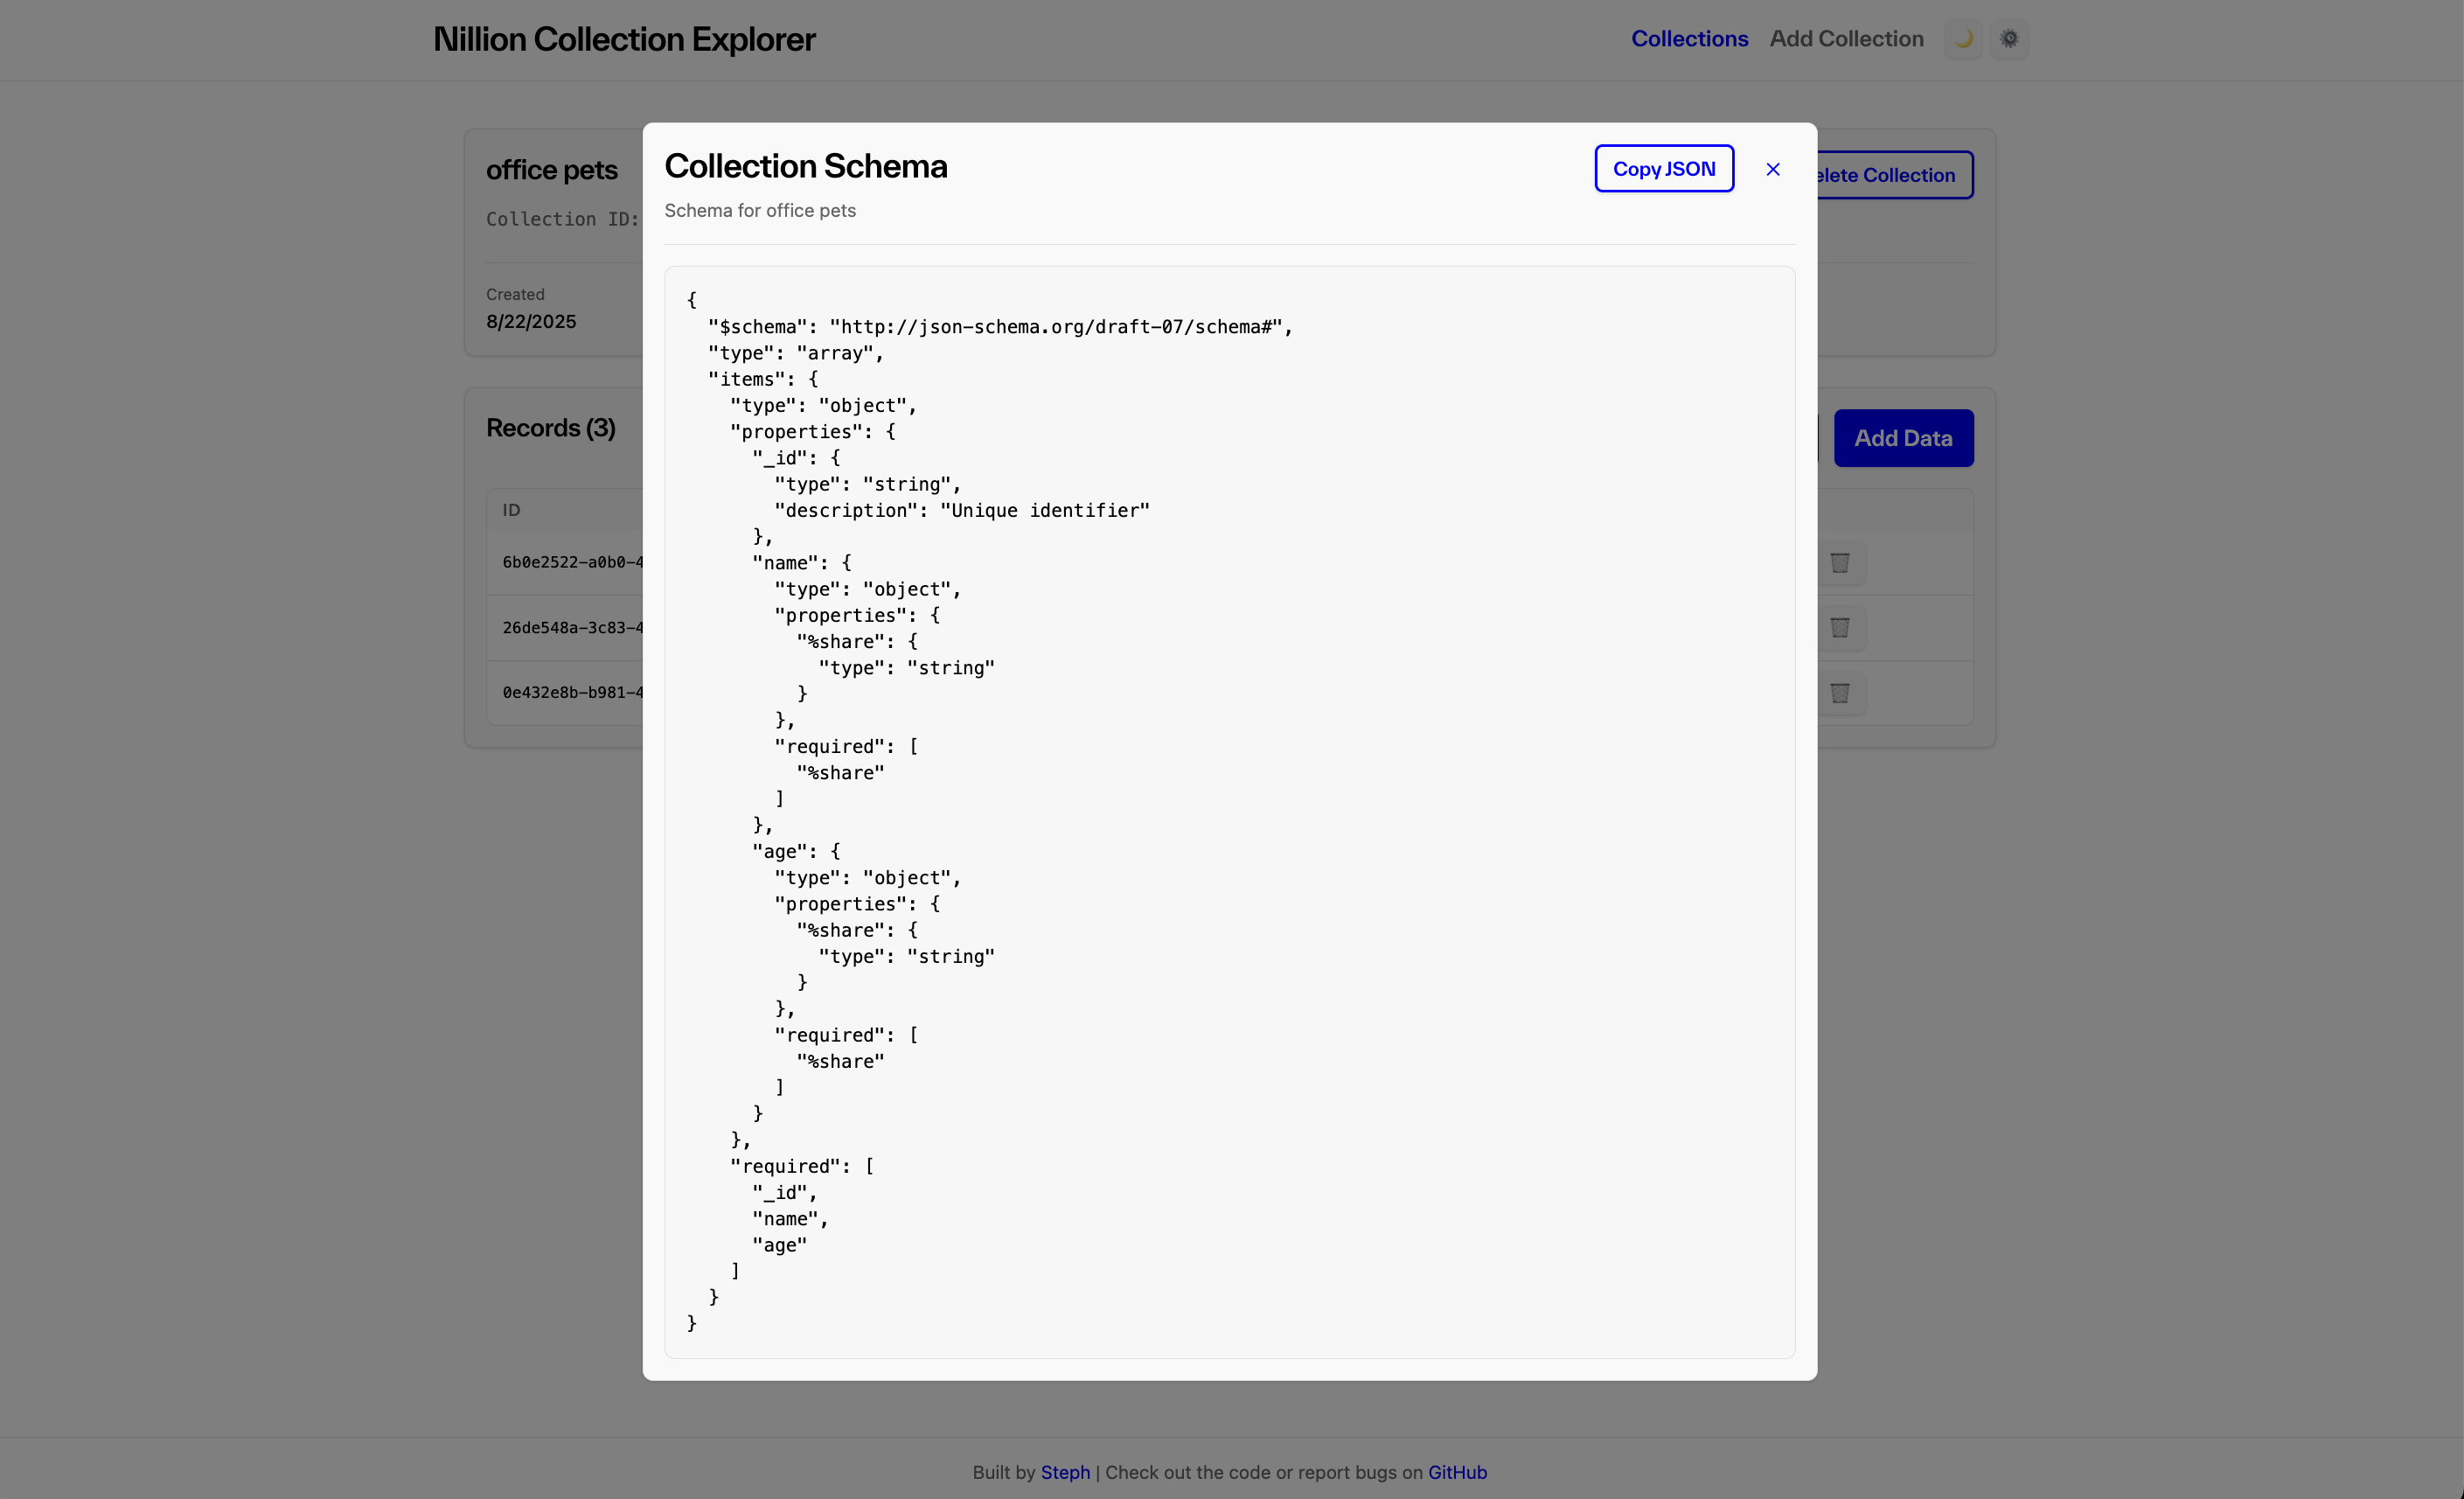 Nillion Collection Explorer
Collections
Add Collection
office pets
Collection ID:
Delete Collection
Created
8/22/2025
Records (3)
Add Data
ID
6b0e2522-a0b0-4
26de548a-3c83-4
0e432e8b-b981-4
Collection Schema
Copy JSON
×
Schema for office pets
{
  "$schema": "http://json-schema.org/draft-07/schema#",
  "type": "array",
  "items": {
    "type": "object",
    "properties": {
      "_id": {
        "type": "string",
        "description": "Unique identifier"
      },
      "name": {
        "type": "object",
        "properties": {
          "%share": {
            "type": "string"
          }
        },
        "required": [
          "%share"
        ]
      },
      "age": {
        "type": "object",
        "properties": {
          "%share": {
            "type": "string"
          }
        },
        "required": [
          "%share"
        ]
      }
    },
    "required": [
      "_id",
      "name",
      "age"
    ]
  }
}
Built by Steph | Check out the code or report bugs on GitHub